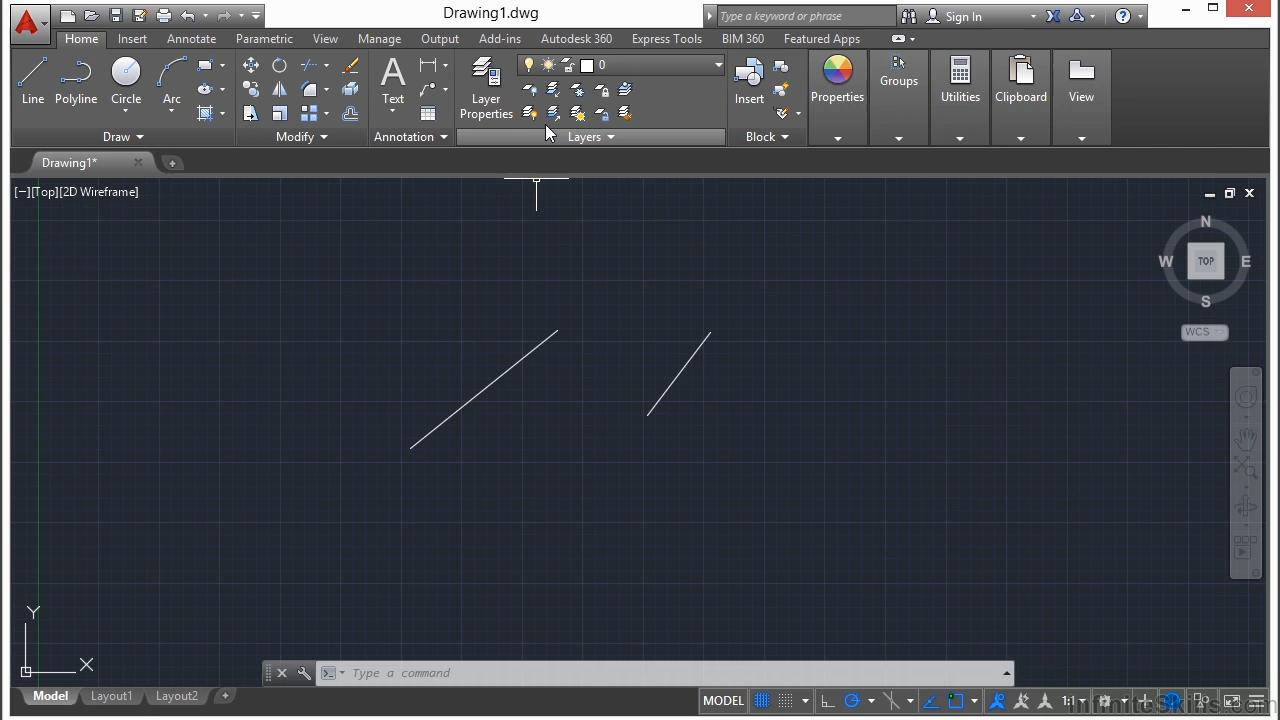 Drawing1.dwg
Type a keyword or phrase
Sign In
Home
Insert
Annotate
Parametric
View
Manage
Output
Add-ins
Autodesk 360
Express Tools
BIM 360
Featured Apps
0
Line
Polyline
Circle
Arc
Text
Layer
Properties
Insert
Properties
Groups
Utilities
Clipboard
View
Draw
Modify
Annotation
Layers
Block
Drawing1*
[−][Top][2D Wireframe]
N
W
TOP
E
S
WCS
Y
X
Type a command
Model
Layout1
Layout2
MODEL
1:1
InfiniteSkills.com